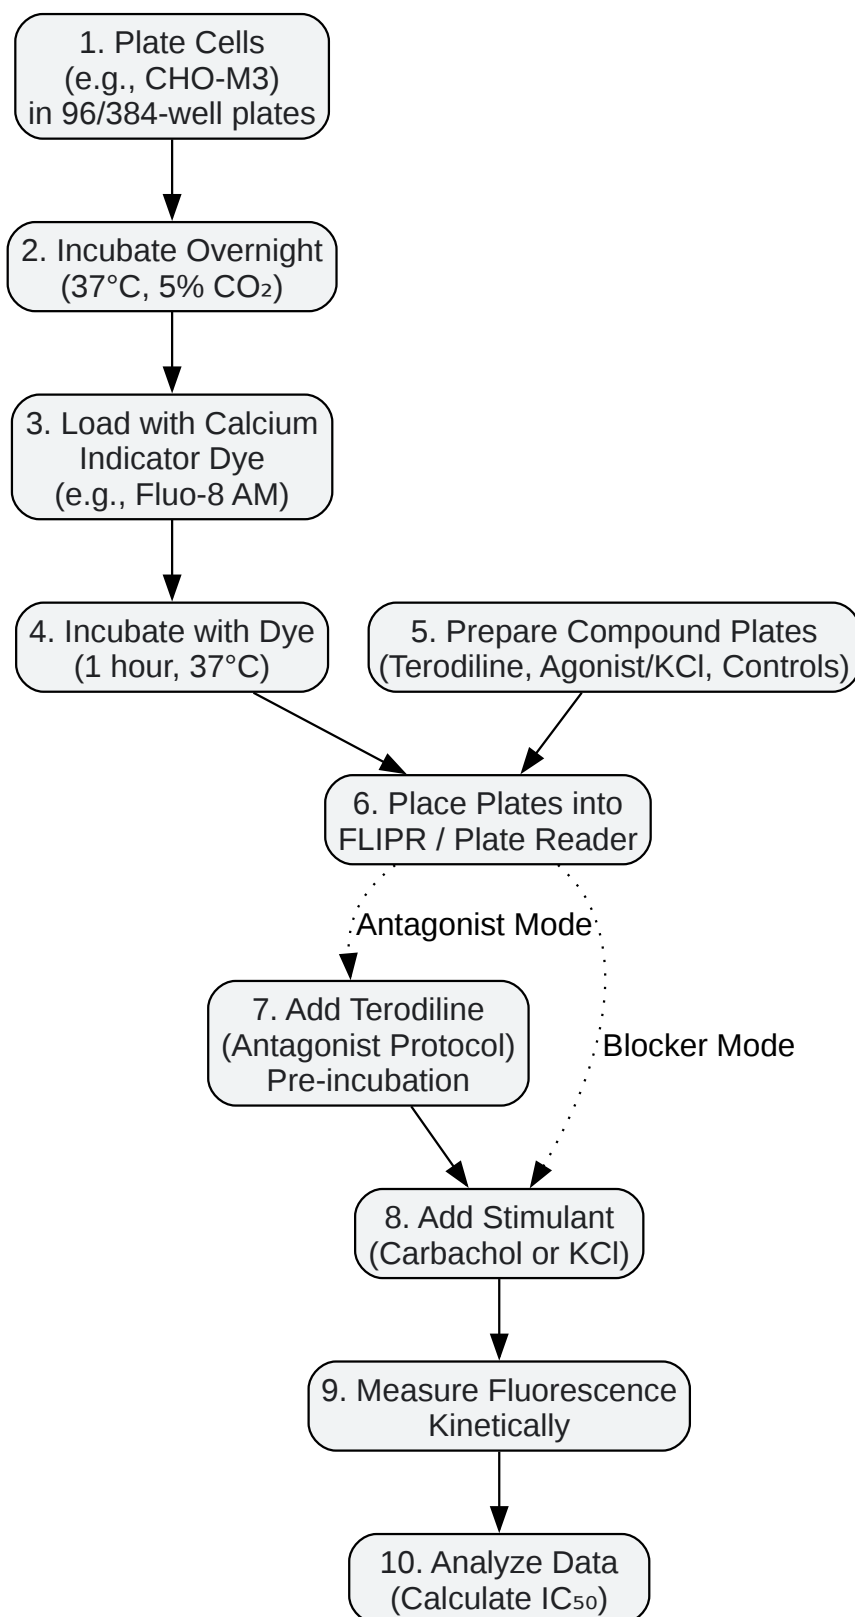 1. Plate Cells
(e.g., CHO-M3)
in 96/384-well plates
2. Incubate Overnight
(37°C, 5% CO₂)
3. Load with Calcium
Indicator Dye
(e.g., Fluo-8 AM)
4. Incubate with Dye
(1 hour, 37°C)
5. Prepare Compound Plates
(Terodiline, Agonist/KCl, Controls)
6. Place Plates into
FLIPR / Plate Reader
Antagonist Mode
7. Add Terodiline
(Antagonist Protocol)
Pre-incubation
Blocker Mode
8. Add Stimulant
(Carbachol or KCl)
9. Measure Fluorescence
Kinetically
10. Analyze Data
(Calculate IC₅₀)